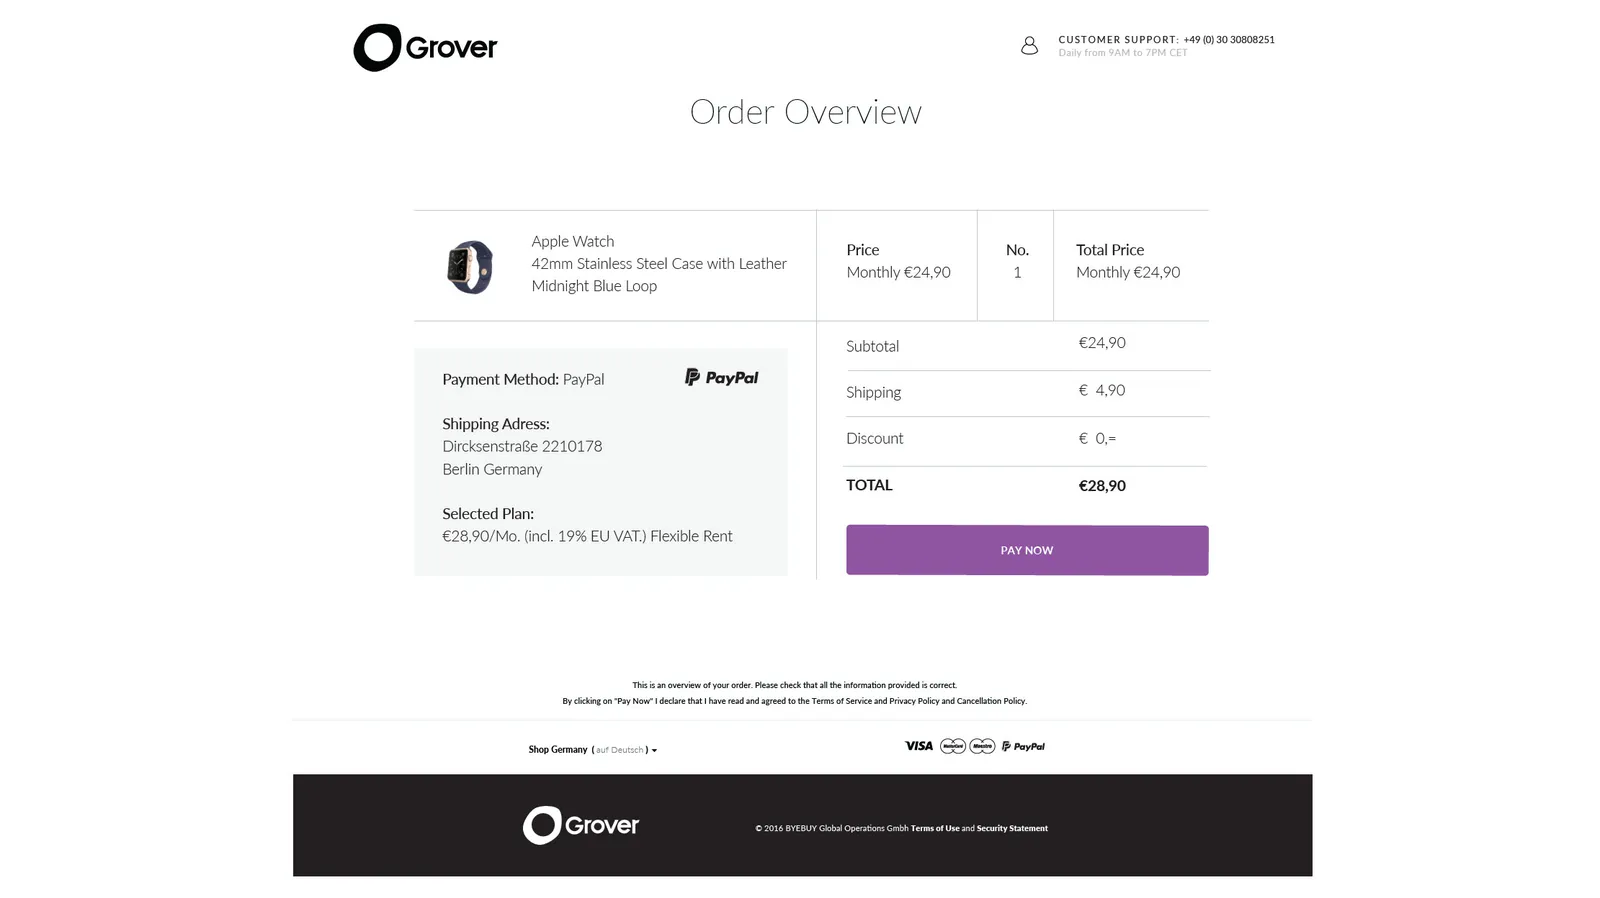 Grover
CUSTOMER SUPPORT: +49 (0) 30 30808251
Daily from 9AM to 7PM CET
Order Overview
Apple Watch
42mm Stainless Steel Case with Leather
Midnight Blue Loop
Price
Monthly €24,90
No.
1
Total Price
Monthly €24,90
Payment Method: PayPal
PayPal
Shipping Adress:
Dircksenstraße 2210178
Berlin Germany
Selected Plan:
€28,90/Mo. (incl. 19% EU VAT.) Flexible Rent
Subtotal €24,90
Shipping € 4,90
Discount € 0,=
TOTAL €28,90
PAY NOW
This is an overview of your order. Please check that all the information provided is correct.
By clicking on "Pay Now" I declare that I have read and agreed to the Terms of Service and Privacy Policy and Cancellation Policy.
Shop Germany ( auf Deutsch )
VISA MasterCard Maestro PayPal
Grover
© 2016 BYEBUY Global Operations Gmbh Terms of Use and Security Statement